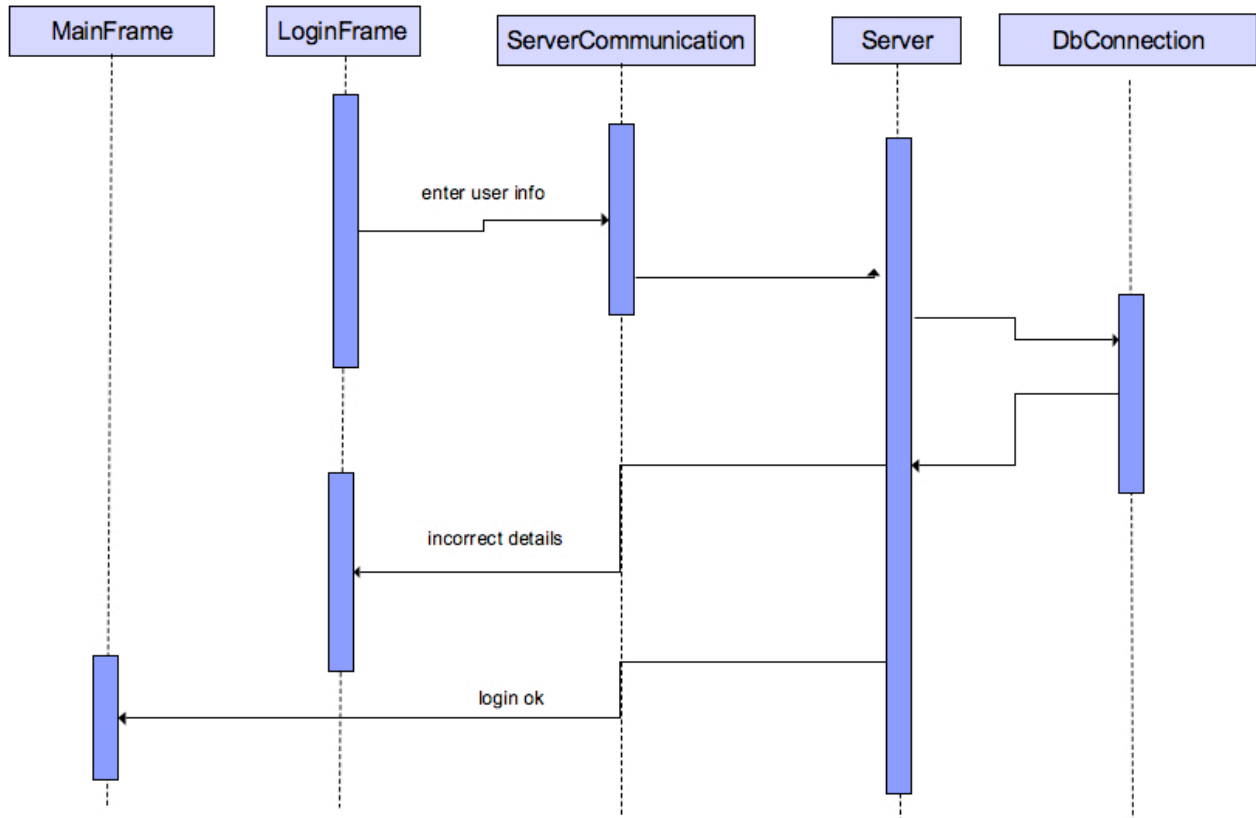 MainFrame
LoginFrame
ServerCommunication
Server
DbConnection
enter user info
incorrect details
login ok